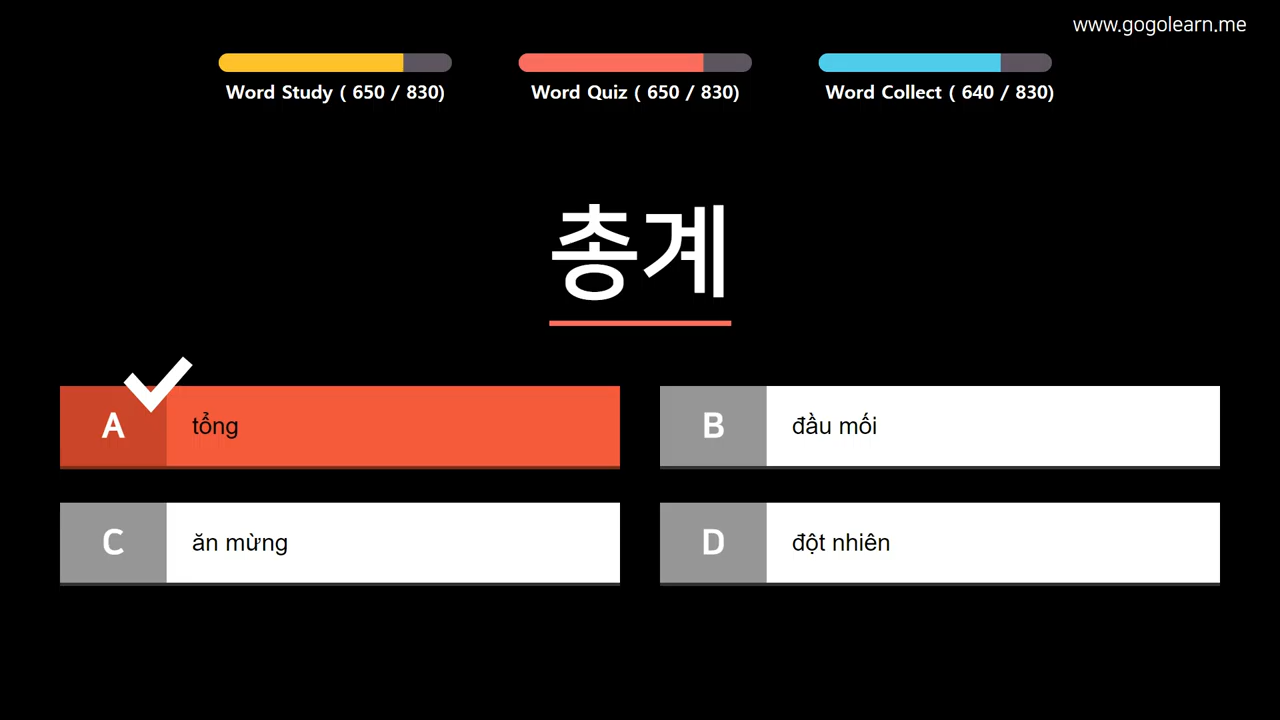 www.gogolearn.me
Word Study ( 650 / 830)
Word Quiz ( 650 / 830)
Word Collect ( 640 / 830)
총계
A
tổng
B
đầu mối
C
ăn mừng
D
đột nhiên